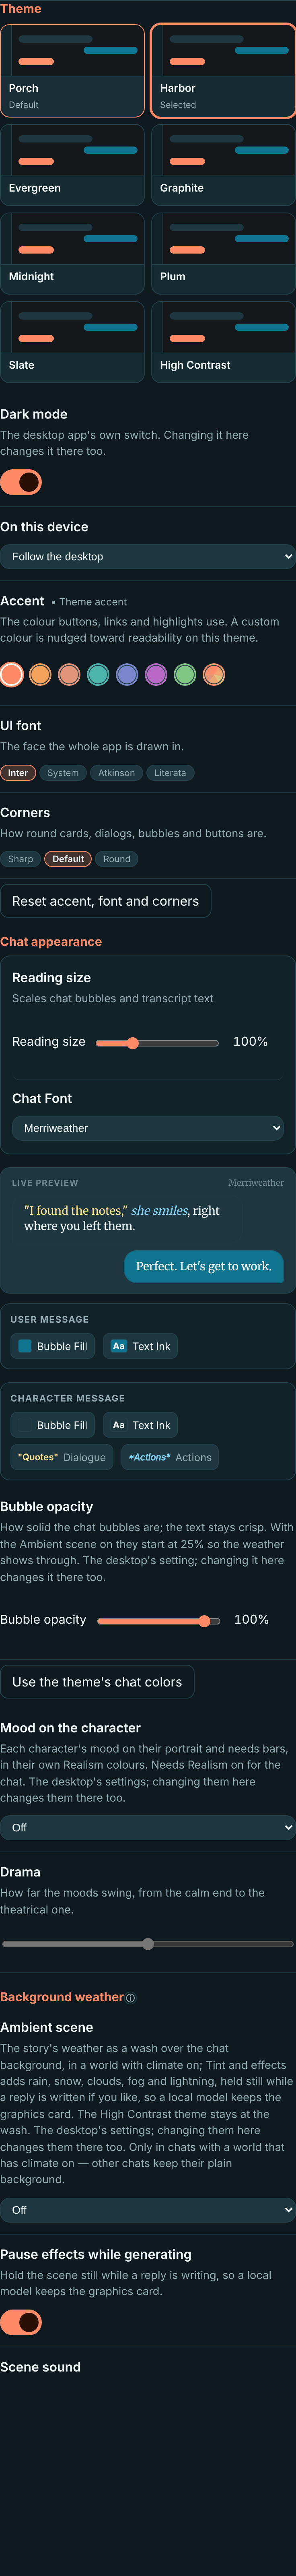 Theme
Porch
Default
Harbor
Selected
Evergreen
Graphite
Midnight
Plum
Slate
High Contrast
Dark mode
The desktop app's own switch. Changing it here
changes it there too.
On this device
Follow the desktop
Accent • Theme accent
The colour buttons, links and highlights use. A custom
colour is nudged toward readability on this theme.
UI font
The face the whole app is drawn in.
Inter System Atkinson Literata
Corners
How round cards, dialogs, bubbles and buttons are.
Sharp Default Round
Reset accent, font and corners
Chat appearance
Reading size
Scales chat bubbles and transcript text
Reading size 100%
Chat Font
Merriweather
LIVE PREVIEW Merriweather
"I found the notes," she smiles, right
where you left them.
Perfect. Let's get to work.
USER MESSAGE
Bubble Fill Aa Text Ink
CHARACTER MESSAGE
Bubble Fill Aa Text Ink
"Quotes" Dialogue *Actions* Actions
Bubble opacity
How solid the chat bubbles are; the text stays crisp. With
the Ambient scene on they start at 25% so the weather
shows through. The desktop's setting; changing it here
changes it there too.
Bubble opacity 100%
Use the theme's chat colors
Mood on the character
Each character's mood on their portrait and needs bars,
in their own Realism colours. Needs Realism on for the
chat. The desktop's settings; changing them here
changes them there too.
Off
Drama
How far the moods swing, from the calm end to the
theatrical one.
Background weather ⓘ
Ambient scene
The story's weather as a wash over the chat
background, in a world with climate on; Tint and effects
adds rain, snow, clouds, fog and lightning, held still while
a reply is written if you like, so a local model keeps the
graphics card. The High Contrast theme stays at the
wash. The desktop's settings; changing them here
changes them there too. Only in chats with a world that
has climate on — other chats keep their plain
background.
Off
Pause effects while generating
Hold the scene still while a reply is writing, so a local
model keeps the graphics card.
Scene sound